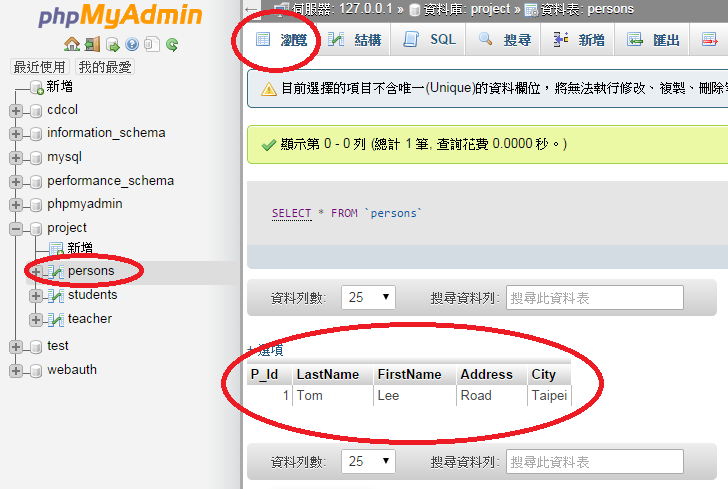 phpMyAdmin
最近使用 我的最愛
新增
cdcol
information_schema
mysql
performance_schema
phpmyadmin
project
新增
persons
students
teacher
test
webauth
伺服器: 127.0.0.1 » 資料庫: project » 資料表: persons
瀏覽 結構 SQL 搜尋 新增 匯出
目前選擇的項目不含唯一(Unique)的資料欄位，將無法執行修改、複製、刪除
顯示第 0 - 0 列 (總計 1 筆, 查詢花費 0.0000 秒。)
SELECT * FROM `persons`
資料列數: 25 搜尋資料列: 搜尋此資料表
+ 選項
P_Id LastName FirstName Address City
1 Tom Lee Road Taipei
資料列數: 25 搜尋資料列: 搜尋此資料表